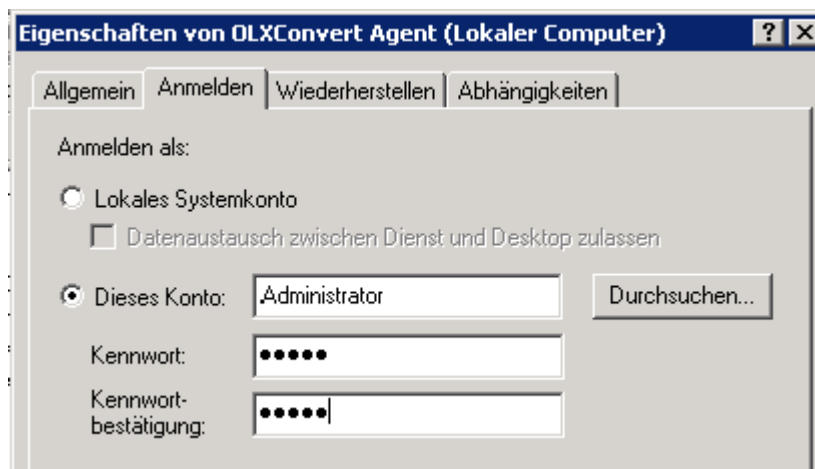 Eigenschaften von OLXConvert Agent (Lokaler Computer)
Allgemein Anmelden Wiederherstellen Abhängigkeiten
Anmelden als:
Lokales Systemkonto
Datenaustausch zwischen Dienst und Desktop zulassen
Dieses Konto: .Administrator Durchsuchen...
Kennwort: ●●●●●
Kennwort-
bestätigung: ●●●●●